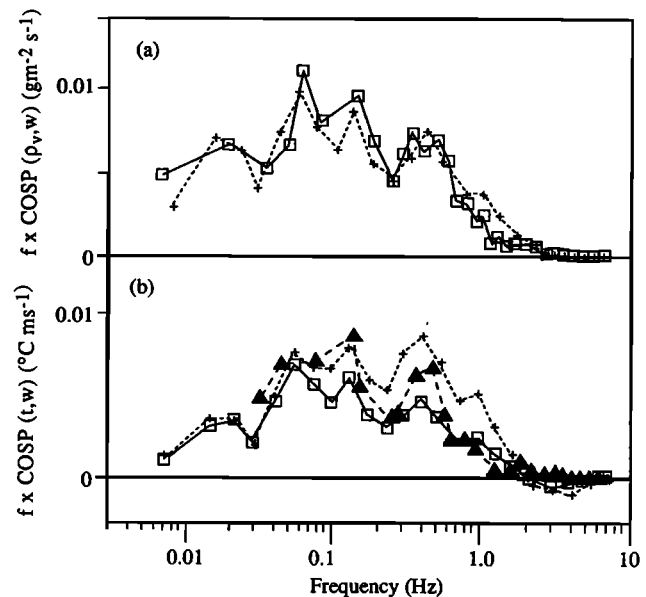 (a)
f x COSP (ρᵥ,w) (gm⁻² s⁻¹)
0.01
0
(b)
f x COSP (t,w) (°C ms⁻¹)
0.01
0
0.01 0.1 1.0 10
Frequency (Hz)